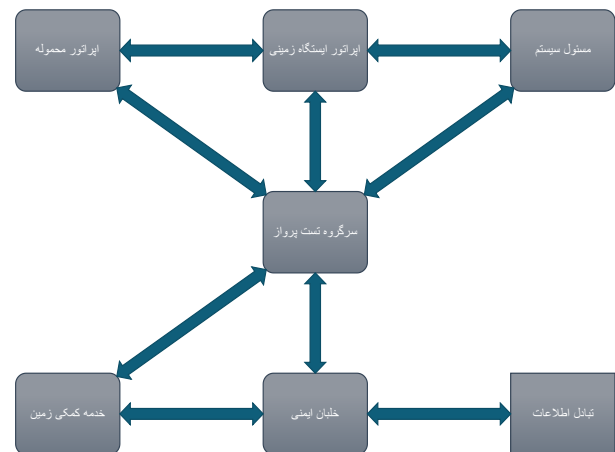 مسئول سیستم
اپراتور ایستگاه زمینی
اپراتور محموله
سرگروه تست پرواز
تبادل اطلاعات
خلبان ایمنی
خدمه کمکی زمین